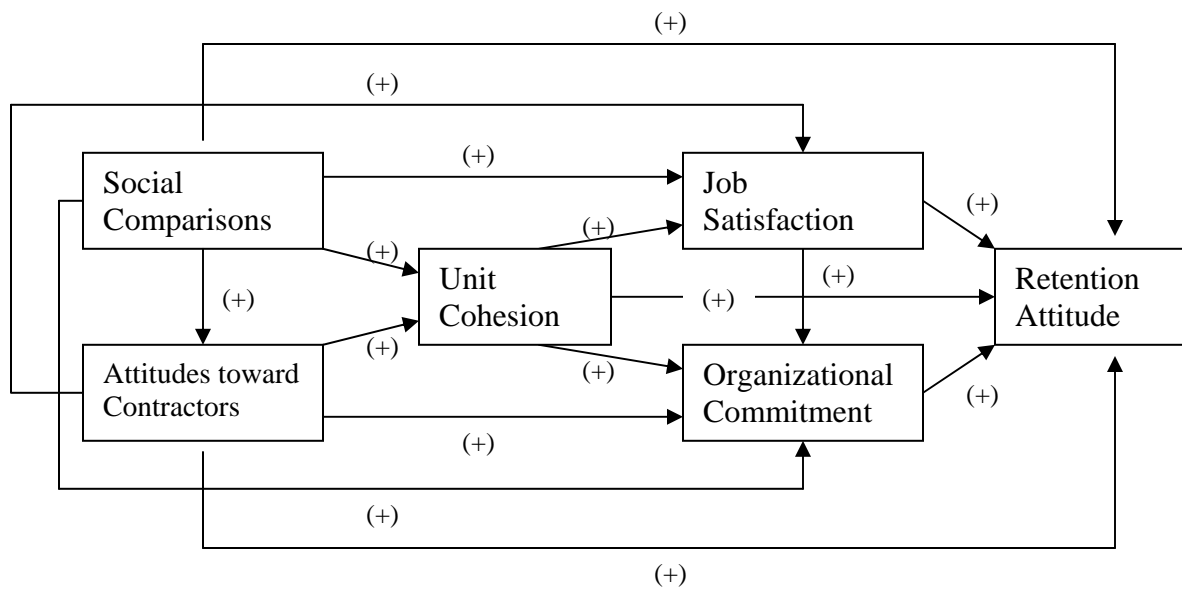 (+)
(+)
(+)
Social
Comparisons
Job
Satisfaction
(+)
(+)
(+)
Unit
Cohesion
(+)
(+)
(+)
Retention
Attitude
(+)
(+)
Attitudes toward
Contractors
Organizational
Commitment
(+)
(+)
(+)
(+)